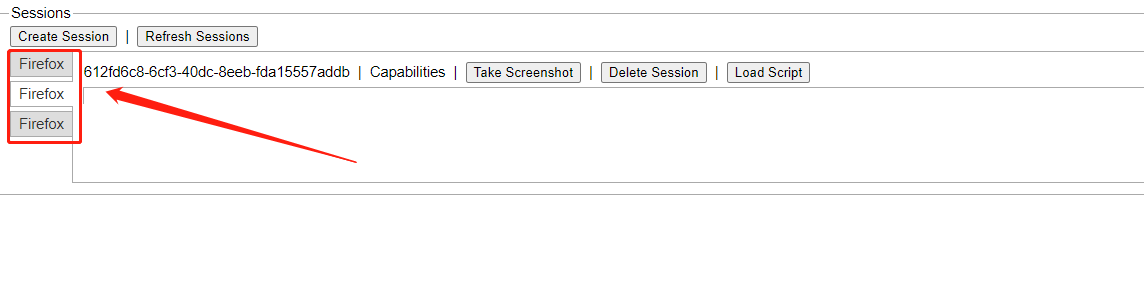 Sessions
Create Session | Refresh Sessions
Firefox
612fd6c8-6cf3-40dc-8eeb-fda15557addb | Capabilities | Take Screenshot | Delete Session | Load Script
Firefox
Firefox